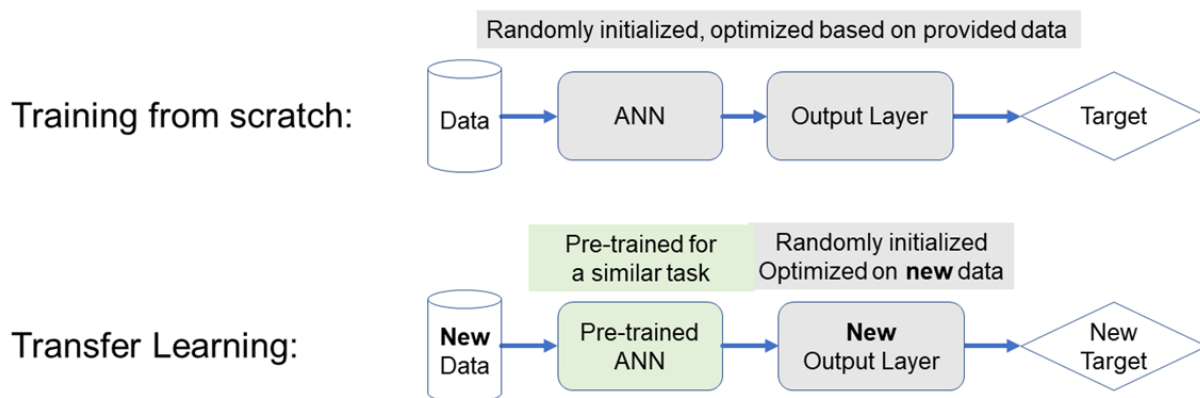 Randomly initialized, optimized based on provided data
Training from scratch:
Data
ANN
Output Layer
Target
Pre-trained for
a similar task
Randomly initialized
Optimized on new data
Transfer Learning:
New
Data
Pre-trained
ANN
New
Output Layer
New
Target